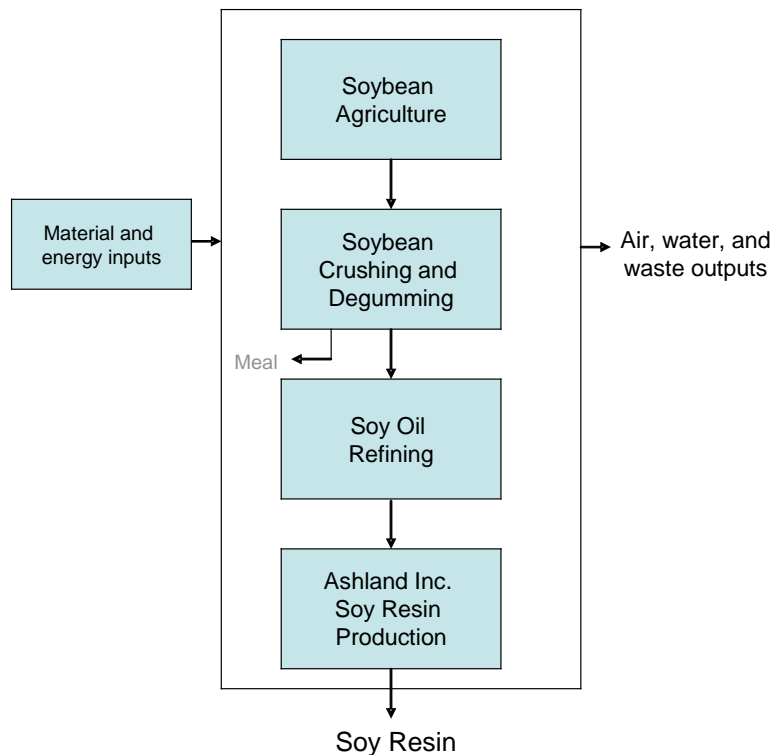 Soybean
Agriculture
Material and
energy inputs
Soybean
Crushing and
Degumming
Air, water, and
waste outputs
Meal
Soy Oil
Refining
Ashland Inc.
Soy Resin
Production
Soy Resin